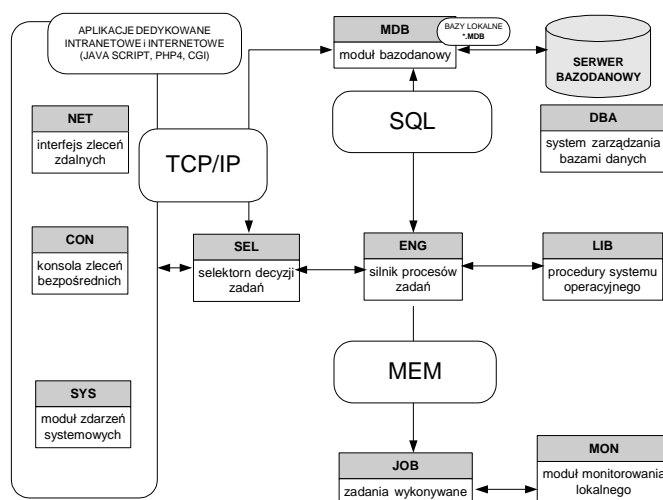 APLIKACJE DEDYKOWANE
INTRANETOWE i INTERNETOWE
(JAVA SCRIPT, PHP4, CGI)
MDB
moduł bazodanowy
BAZY LOKALNE
*.MDB
SERWER
BAZODANOWY
NET
interfejs zleceń
zdalnych
TCP/IP
SQL
DBA
system zarządzania
bazami danych
CON
konsola zleceń
bezpośrednich
SEL
selektorn decyzji
zadań
ENG
silnik procesów
zadań
LIB
procedury systemu
operacyjnego
MEM
SYS
moduł zdarzeń
systemowych
JOB
zadania wykonywane
MON
moduł monitorowania
lokalnego